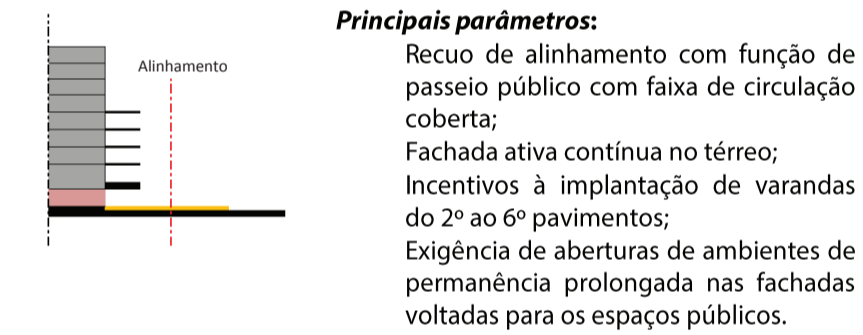 Alinhamento
Principais parâmetros:
Recuo de alinhamento com função de
passeio público com faixa de circulação
coberta;
Fachada ativa contínua no térreo;
Incentivos à implantação de varandas
do 2º ao 6º pavimentos;
Exigência de aberturas de ambientes de
permanência prolongada nas fachadas
voltadas para os espaços públicos.